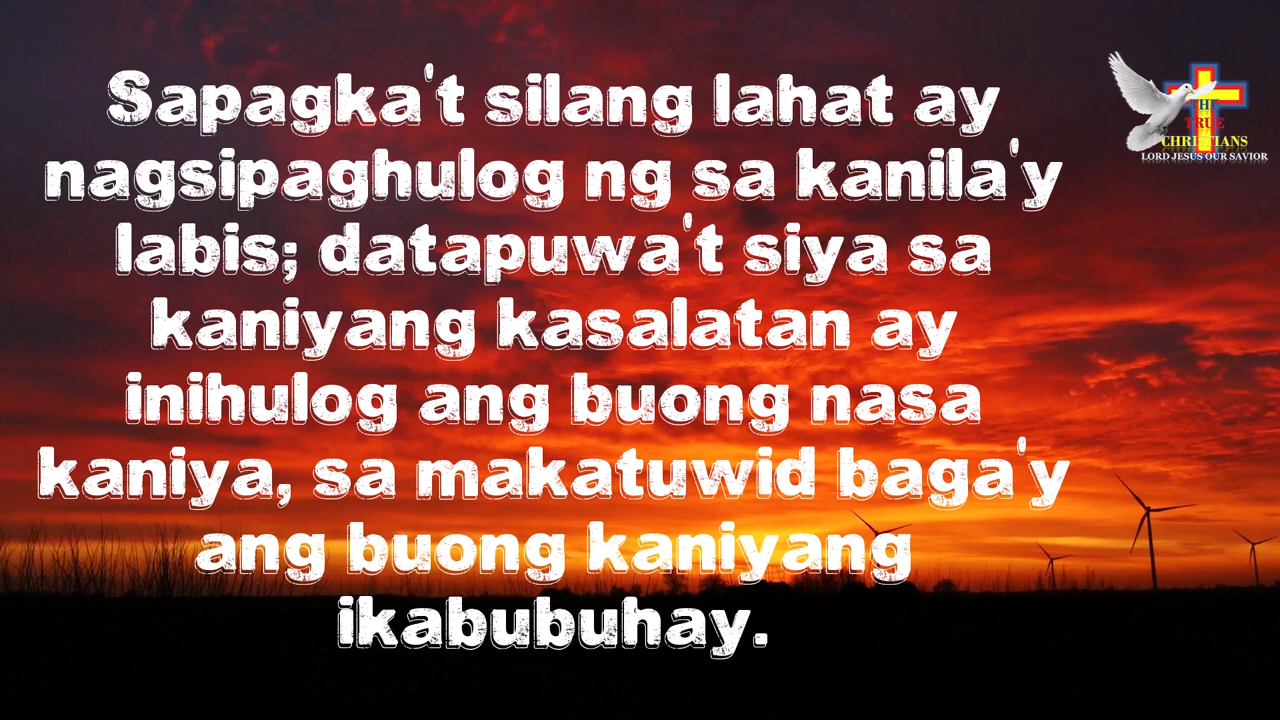 Sapagka't silang lahat ay
nagsipaghulog ng sa kanila'y
labis; datapuwa't siya sa
kaniyang kasalatan ay
inihulog ang buong nasa
kaniya, sa makatuwid baga'y
ang buong kaniyang
ikabubuhay.
THE
TRUE
CHRISTIANS
LORD JESUS OUR SAVIOR